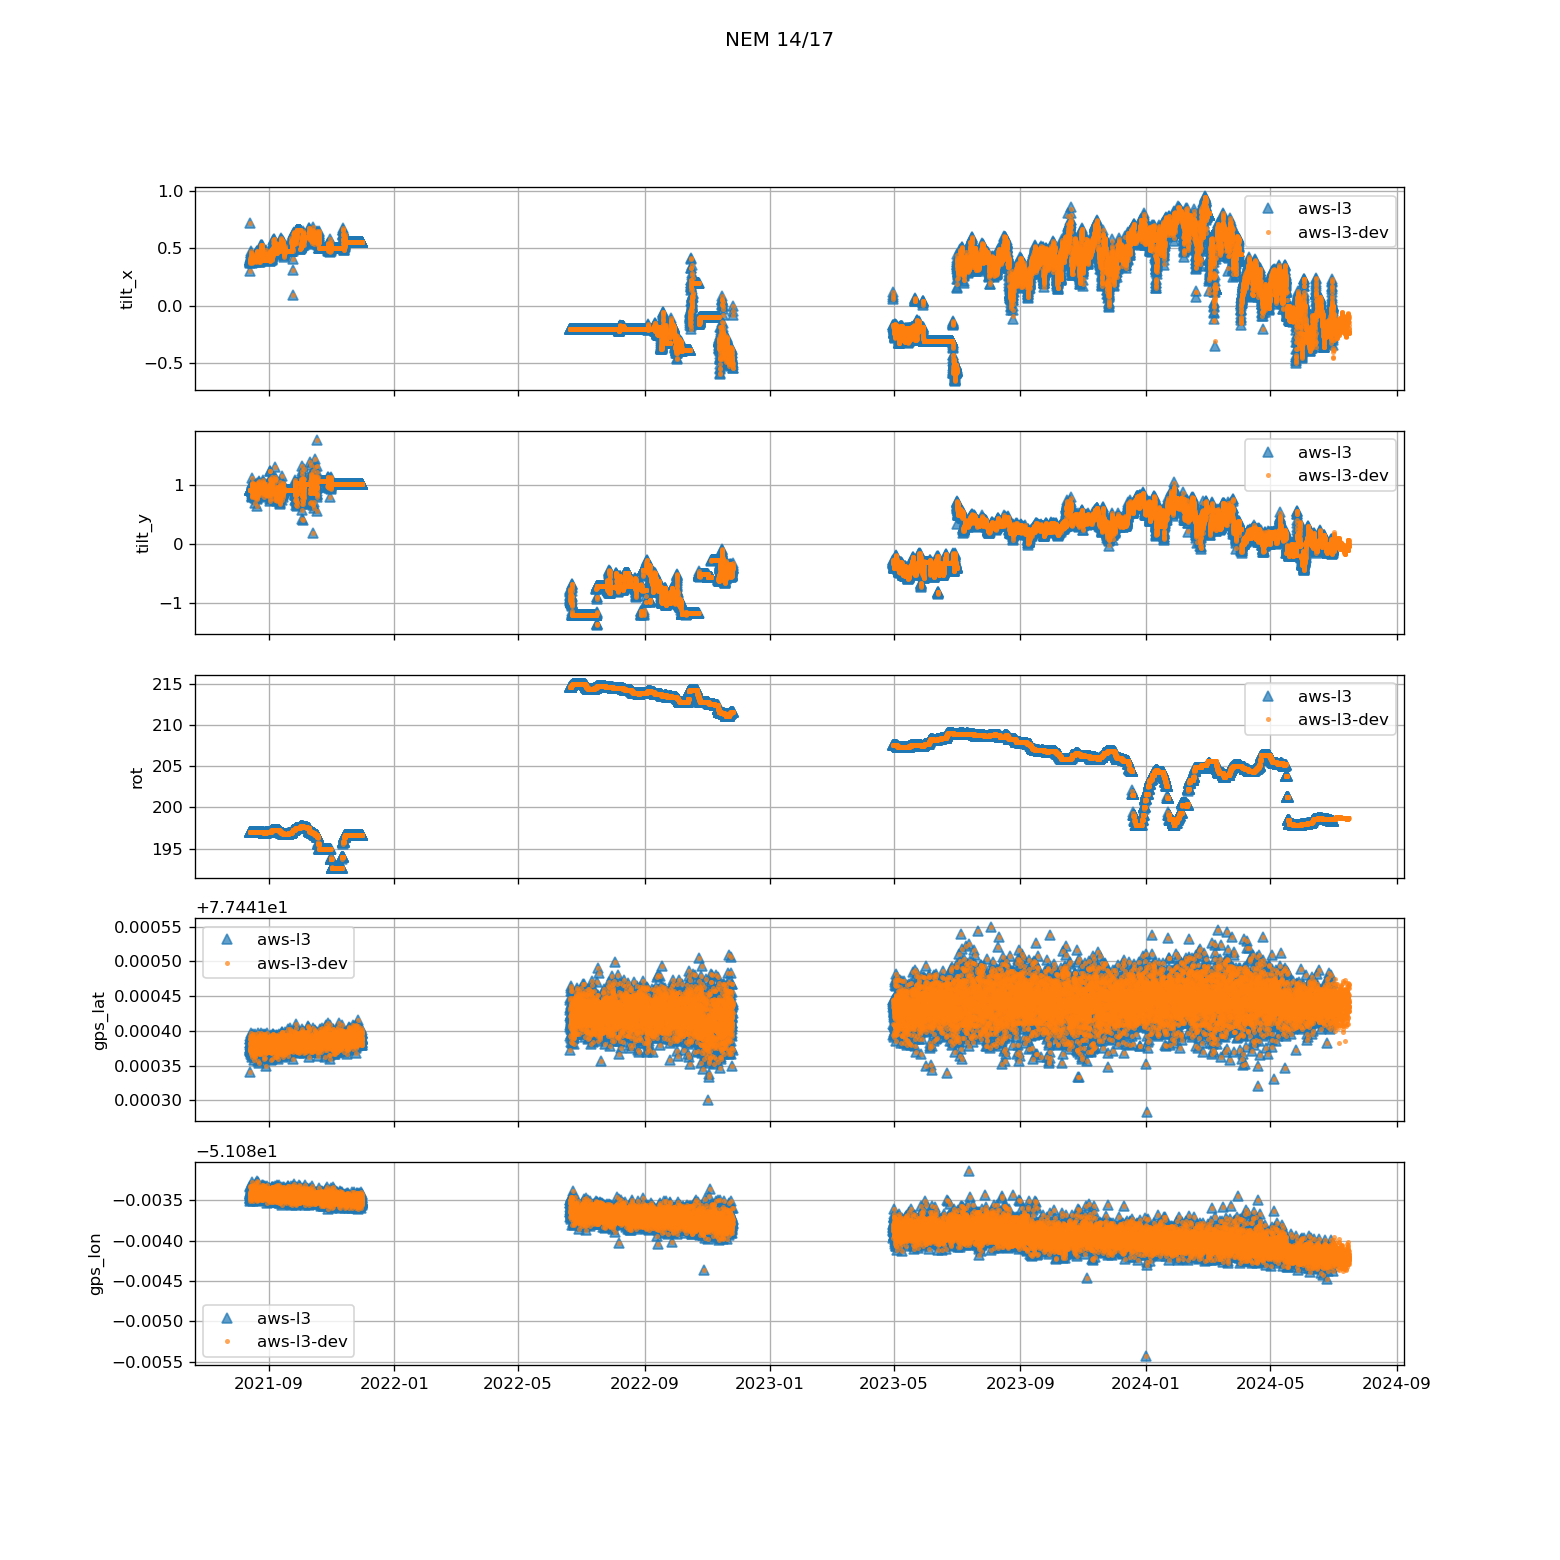 NEM 14/17
1.0
0.5
0.0
−0.5
tilt_x
aws-l3
aws-l3-dev
1
0
−1
tilt_y
aws-l3
aws-l3-dev
215
210
205
200
195
rot
aws-l3
aws-l3-dev
+7.7441e1
0.00055
0.00050
0.00045
0.00040
0.00035
0.00030
gps_lat
aws-l3
aws-l3-dev
−5.108e1
−0.0035
−0.0040
−0.0045
−0.0050
−0.0055
gps_lon
aws-l3
aws-l3-dev
2021-09 2022-01 2022-05 2022-09 2023-01 2023-05 2023-09 2024-01 2024-05 2024-09